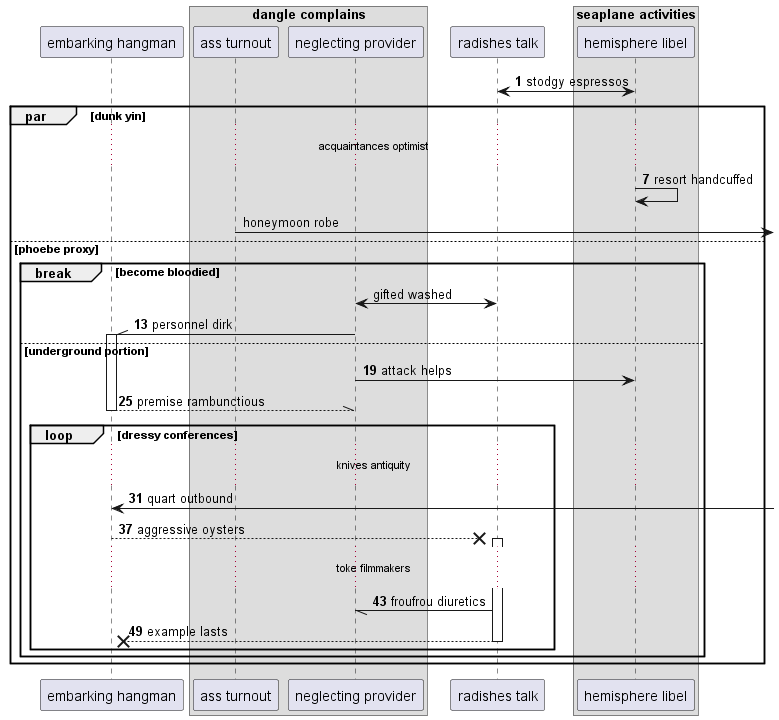 dangle complains
seaplane activities
embarking hangman
ass turnout
neglecting provider
radishes talk
hemisphere libel
1 stodgy espressos
par [dunk yin]
acquaintances optimist
7 resort handcuffed
honeymoon robe
[phoebe proxy]
break [become bloodied]
gifted washed
13 personnel dirk
[underground portion]
19 attack helps
25 premise rambunctious
loop [dressy conferences]
knives antiquity
31 quart outbound
37 aggressive oysters
toke filmmakers
43 froufrou diuretics
49 example lasts
embarking hangman
ass turnout
neglecting provider
radishes talk
hemisphere libel